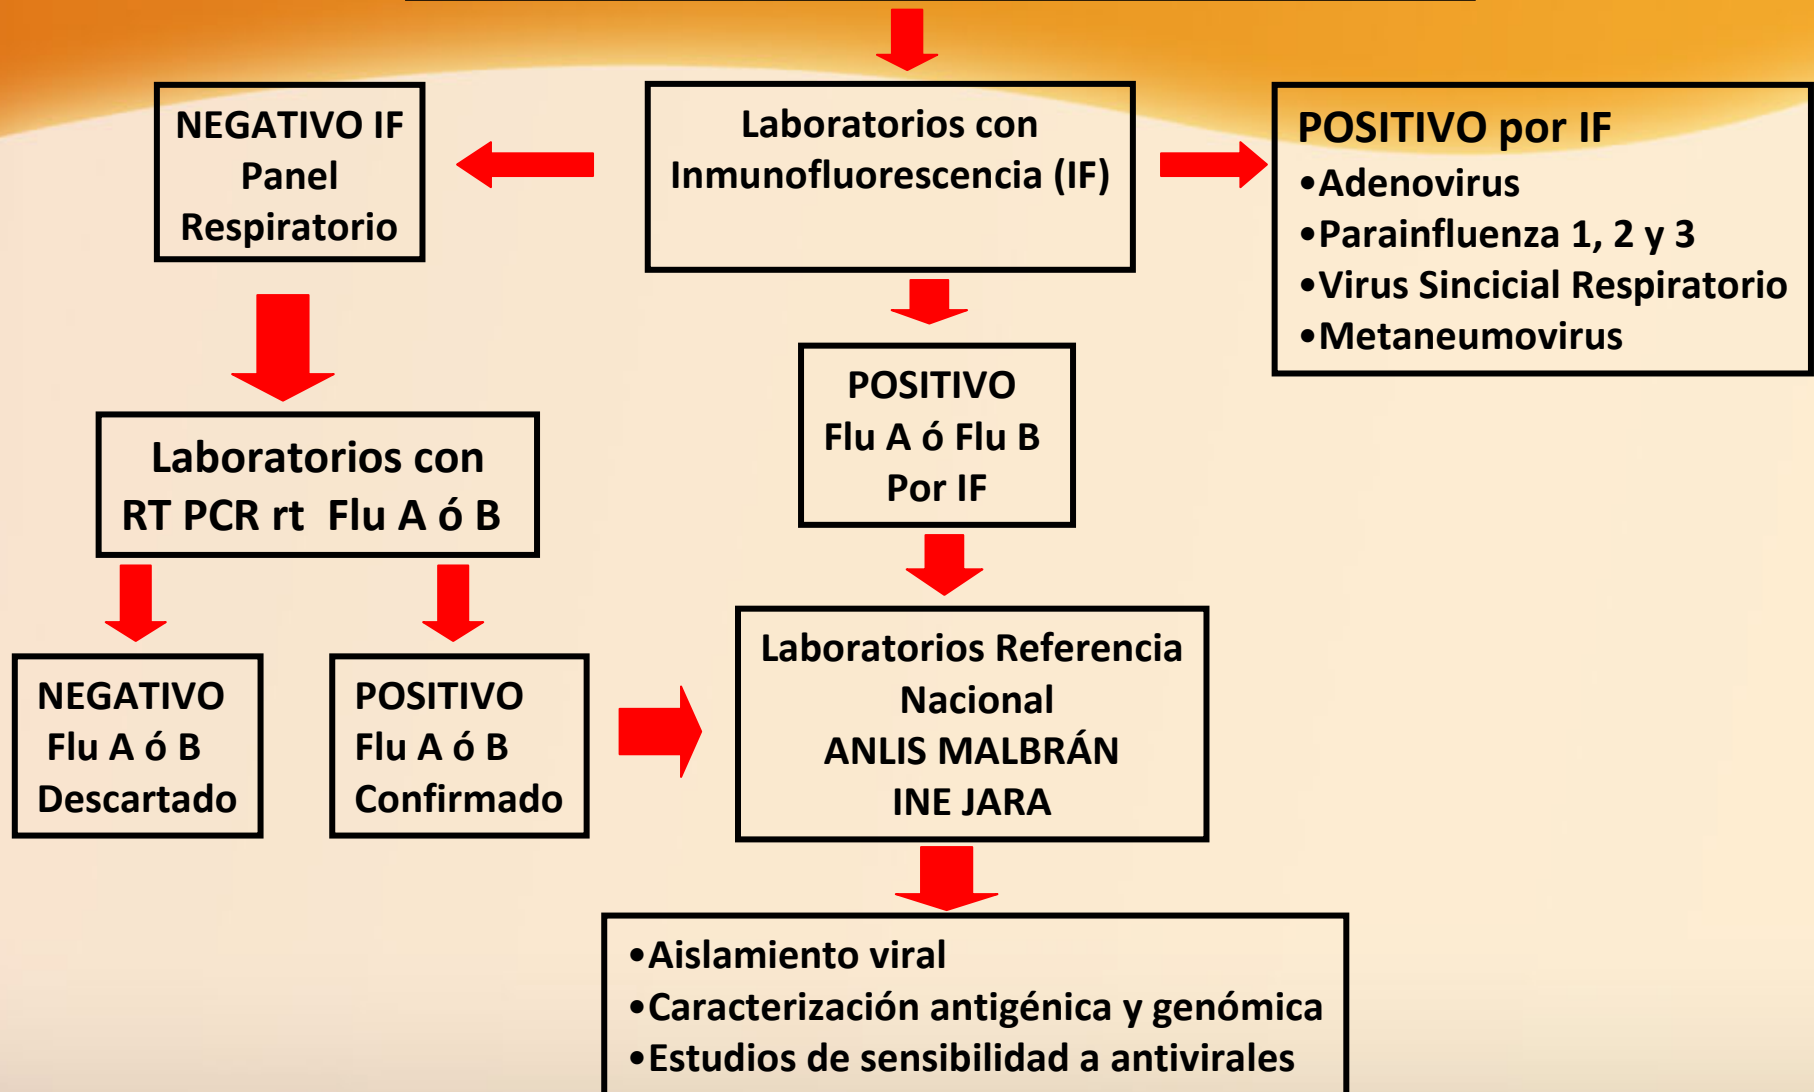 NEGATIVO IF
Panel
Respiratorio
Laboratorios con
Inmunofluorescencia (IF)
POSITIVO por IF
•Adenovirus
•Parainfluenza 1, 2 y 3
•Virus Sincicial Respiratorio
•Metaneumovirus
Laboratorios con
RT PCR rt Flu A ó B
POSITIVO
Flu A ó Flu B
Por IF
NEGATIVO
Flu A ó B
Descartado
POSITIVO
Flu A ó B
Confirmado
Laboratorios Referencia
Nacional
ANLIS MALBRÁN
INE JARA
•Aislamiento viral
•Caracterización antigénica y genómica
•Estudios de sensibilidad a antivirales